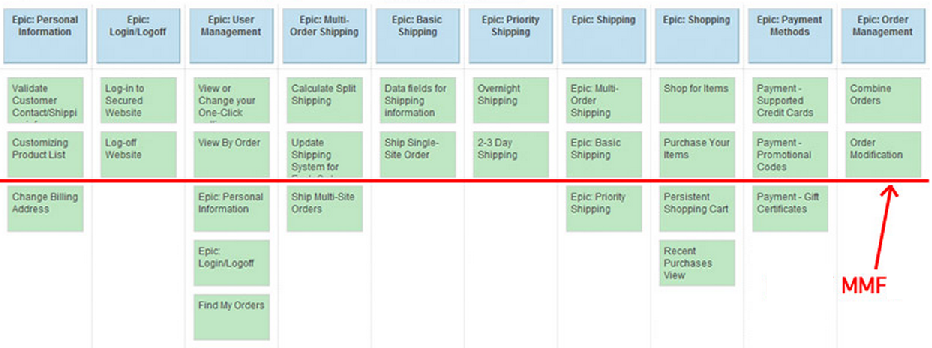 Epic: Personal
Information
Epic:
Login/Logoff
Epic: User
Management
Epic: Multi-
Order Shipping
Epic: Basic
Shipping
Epic: Priority
Shipping
Epic: Shipping
Epic: Shopping
Epic: Payment
Methods
Epic: Order
Management
Validate
Customer
Contact/Shippi
Log-in to
Secured
Website
View or
Change your
One-Click
Calculate Split
Shipping
Data fields for
Shipping
information
Overnight
Shipping
Epic: Multi-
Order
Shipping
Shop for Items
Payment -
Supported
Credit Cards
Combine
Orders
Customizing
Product List
Log-off
Website
View By Order
Update
Shipping
System for
Ship Single-
Site Order
2-3 Day
Shipping
Epic: Basic
Shipping
Purchase Your
Items
Payment -
Promotional
Codes
Order
Modification
Change Billing
Address
Epic: Personal
Information
Ship Multi-Site
Orders
Epic: Priority
Shipping
Persistent
Shopping Cart
Payment - Gift
Certificates
Epic:
Login/Logoff
Recent
Purchases
View
MMF
Find My Orders